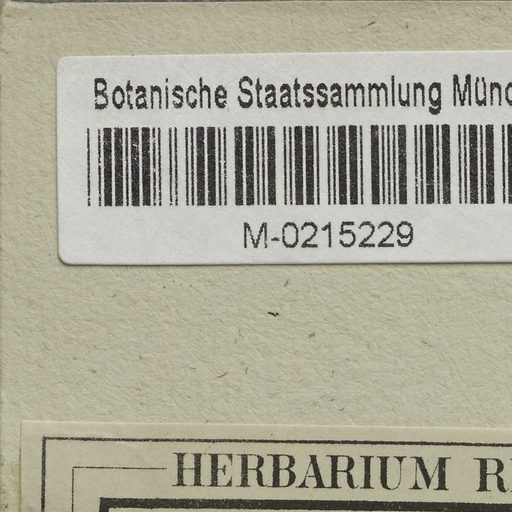 Botanische Staatssammlung Münc
M-0215229
HERBARIUM R